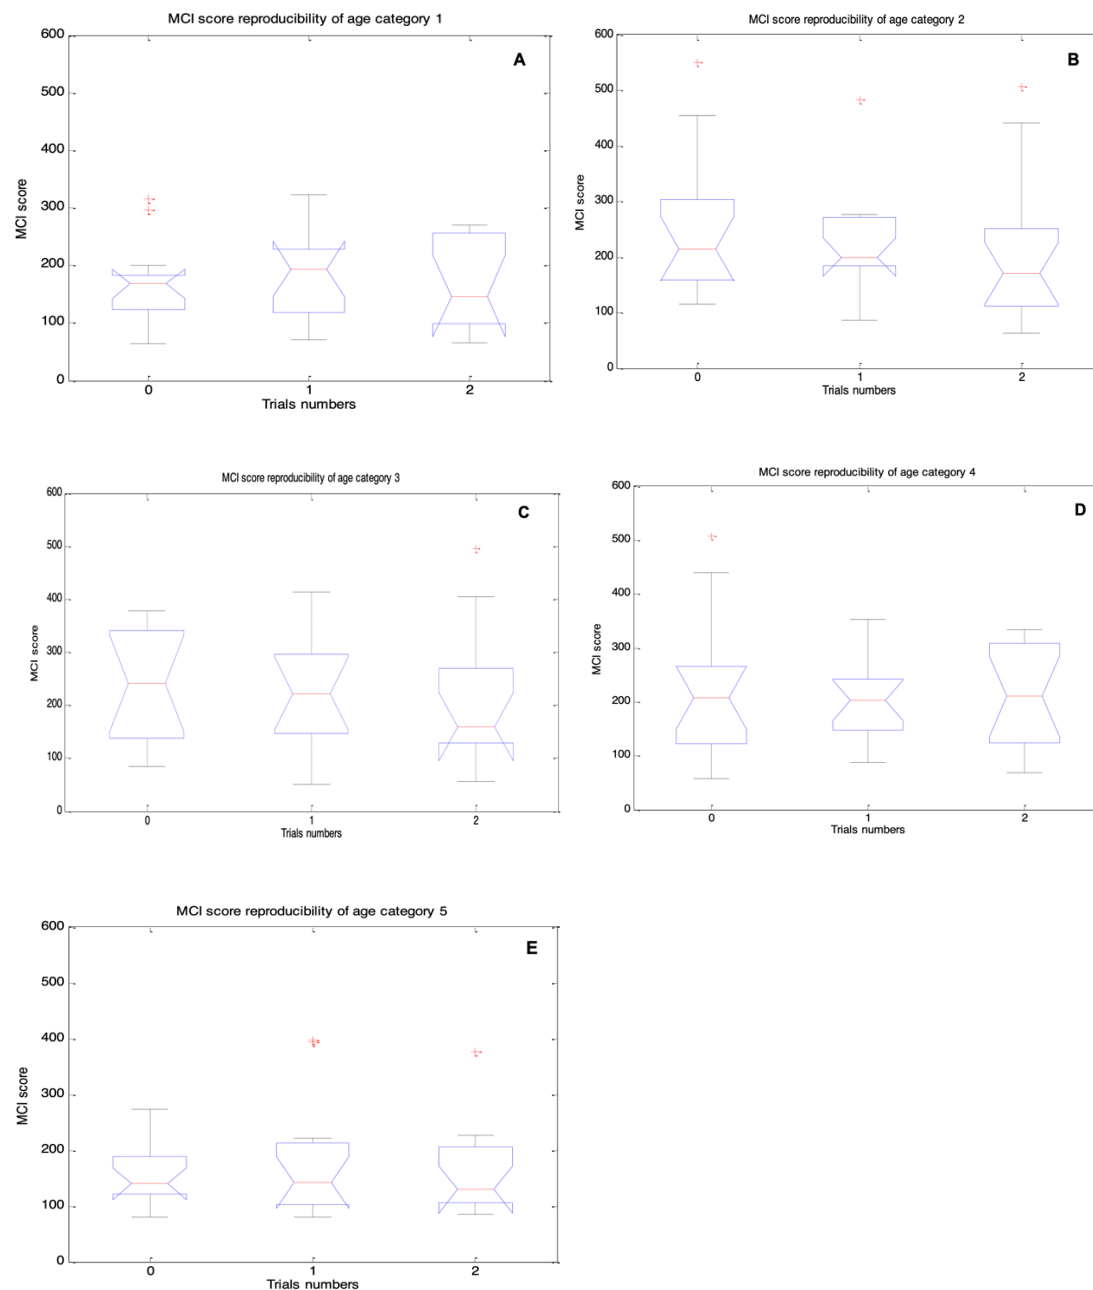 MCI score reproducibility of age category 1
A
600
500
400
300
200
100
0
MCI score
0 1 2
Trials numbers
MCI score reproducibility of age category 2
B
600
500
400
300
200
100
0
MCI score
0 1 2
Trials numbers
MCI score reproducibility of age category 3
C
600
500
400
300
200
100
0
MCI score
0 1 2
Trials numbers
MCI score reproducibility of age category 4
D
600
500
400
300
200
100
0
MCI score
0 1 2
Trials numbers
MCI score reproducibility of age category 5
E
600
500
400
300
200
100
0
MCI score
0 1 2
Trials numbers